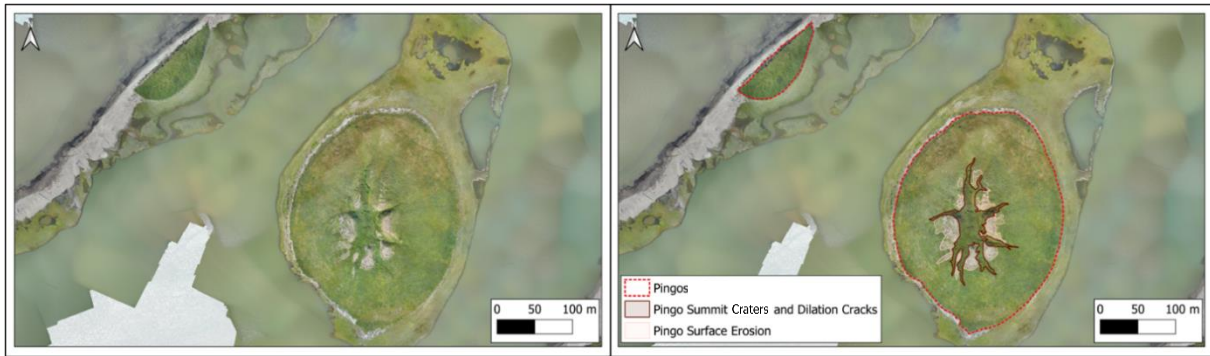 0 50 100 m
Pingos
Pingo Summit Craters and Dilation Cracks
Pingo Surface Erosion
0 50 100 m